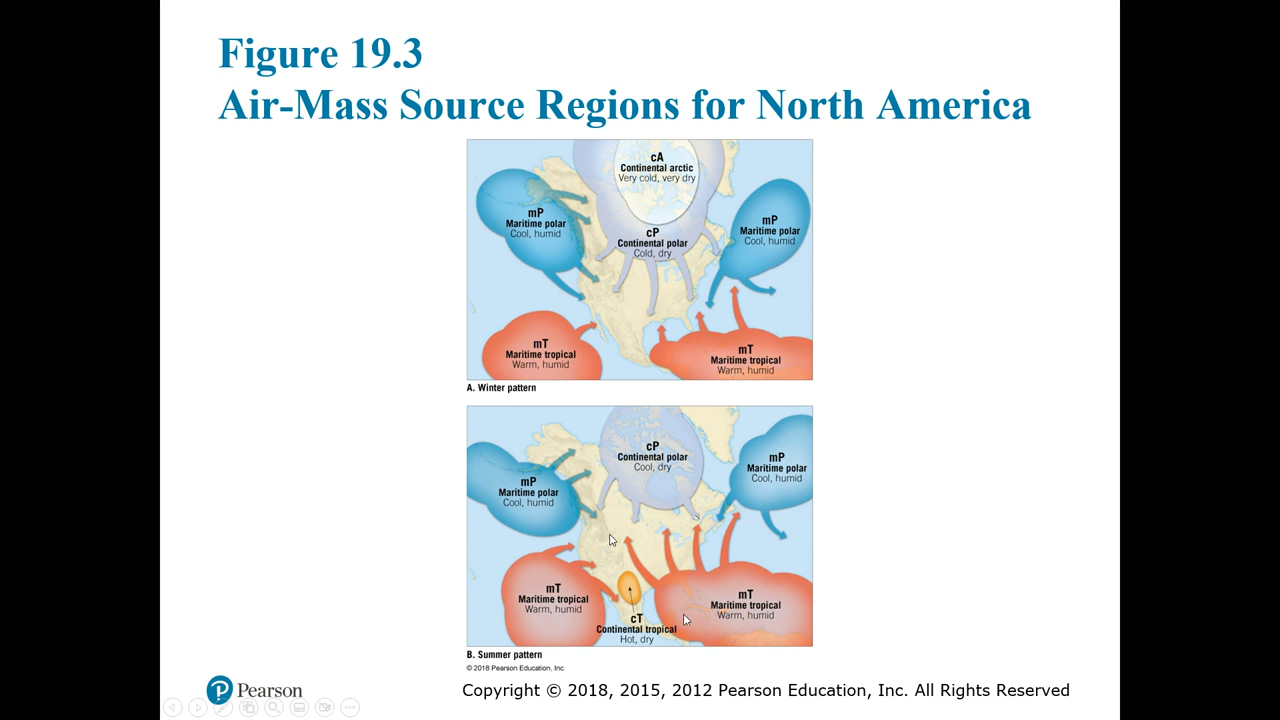 Figure 19.3
Air-Mass Source Regions for North America
cA
Continental arctic
Very cold, very dry
mP
Maritime polar
Cool, humid
cP
Continental polar
Cold, dry
mP
Maritime polar
Cool, humid
mT
Maritime tropical
Warm, humid
mT
Maritime tropical
Warm, humid
A. Winter pattern
cP
Continental polar
Cool, dry
mP
Maritime polar
Cool, humid
mP
Maritime polar
Cool, humid
mT
Maritime tropical
Warm, humid
mT
Maritime tropical
Warm, humid
cT
Continental tropical
Hot, dry
B. Summer pattern
© 2018 Pearson Education, Inc.
Pearson
Copyright © 2018, 2015, 2012 Pearson Education, Inc. All Rights Reserved